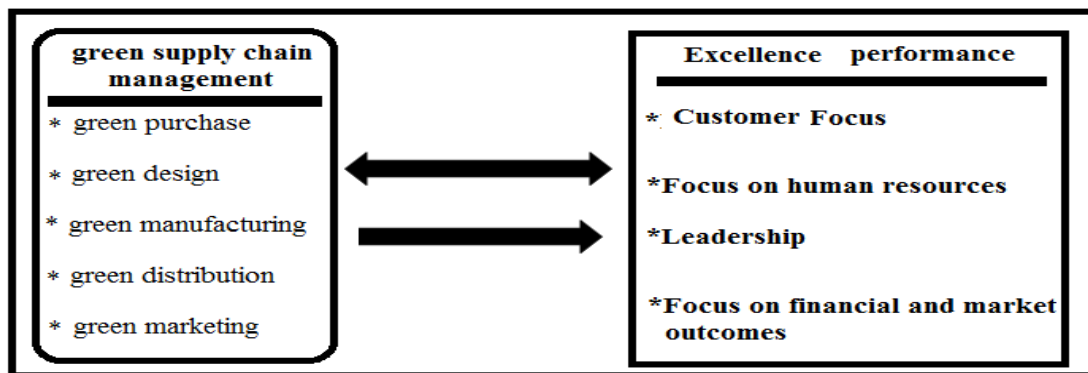 green supply chain
management
* green purchase
* green design
* green manufacturing
* green distribution
* green marketing
Excellence performance
* Customer Focus
*Focus on human resources
*Leadership
*Focus on financial and market
outcomes